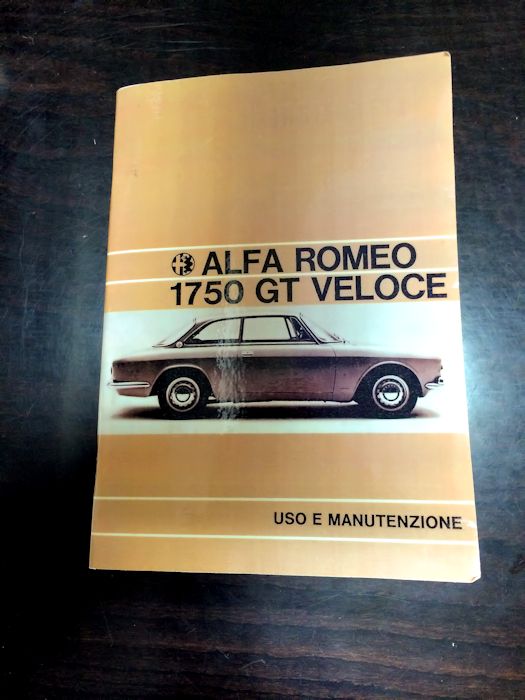 ALFA ROMEO
1750 GT VELOCE
USO E MANUTENZIONE